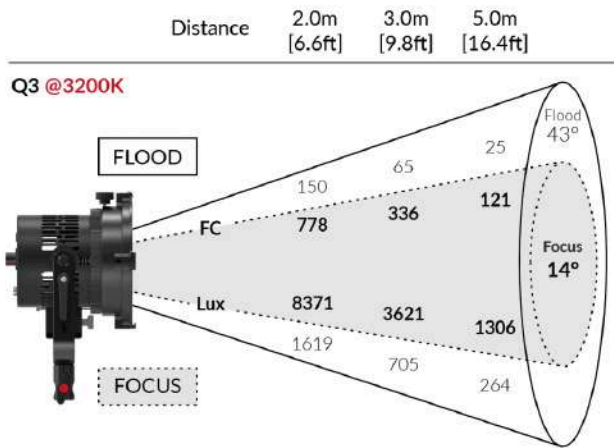 Distance 2.0m 3.0m 5.0m
[6.6ft] [9.8ft] [16.4ft]
Q3 @3200K
FLOOD
Flood
43°
150 65 25
FC 778 336 121
Focus
14°
Lux 8371 3621 1306
1619 705 264
FOCUS